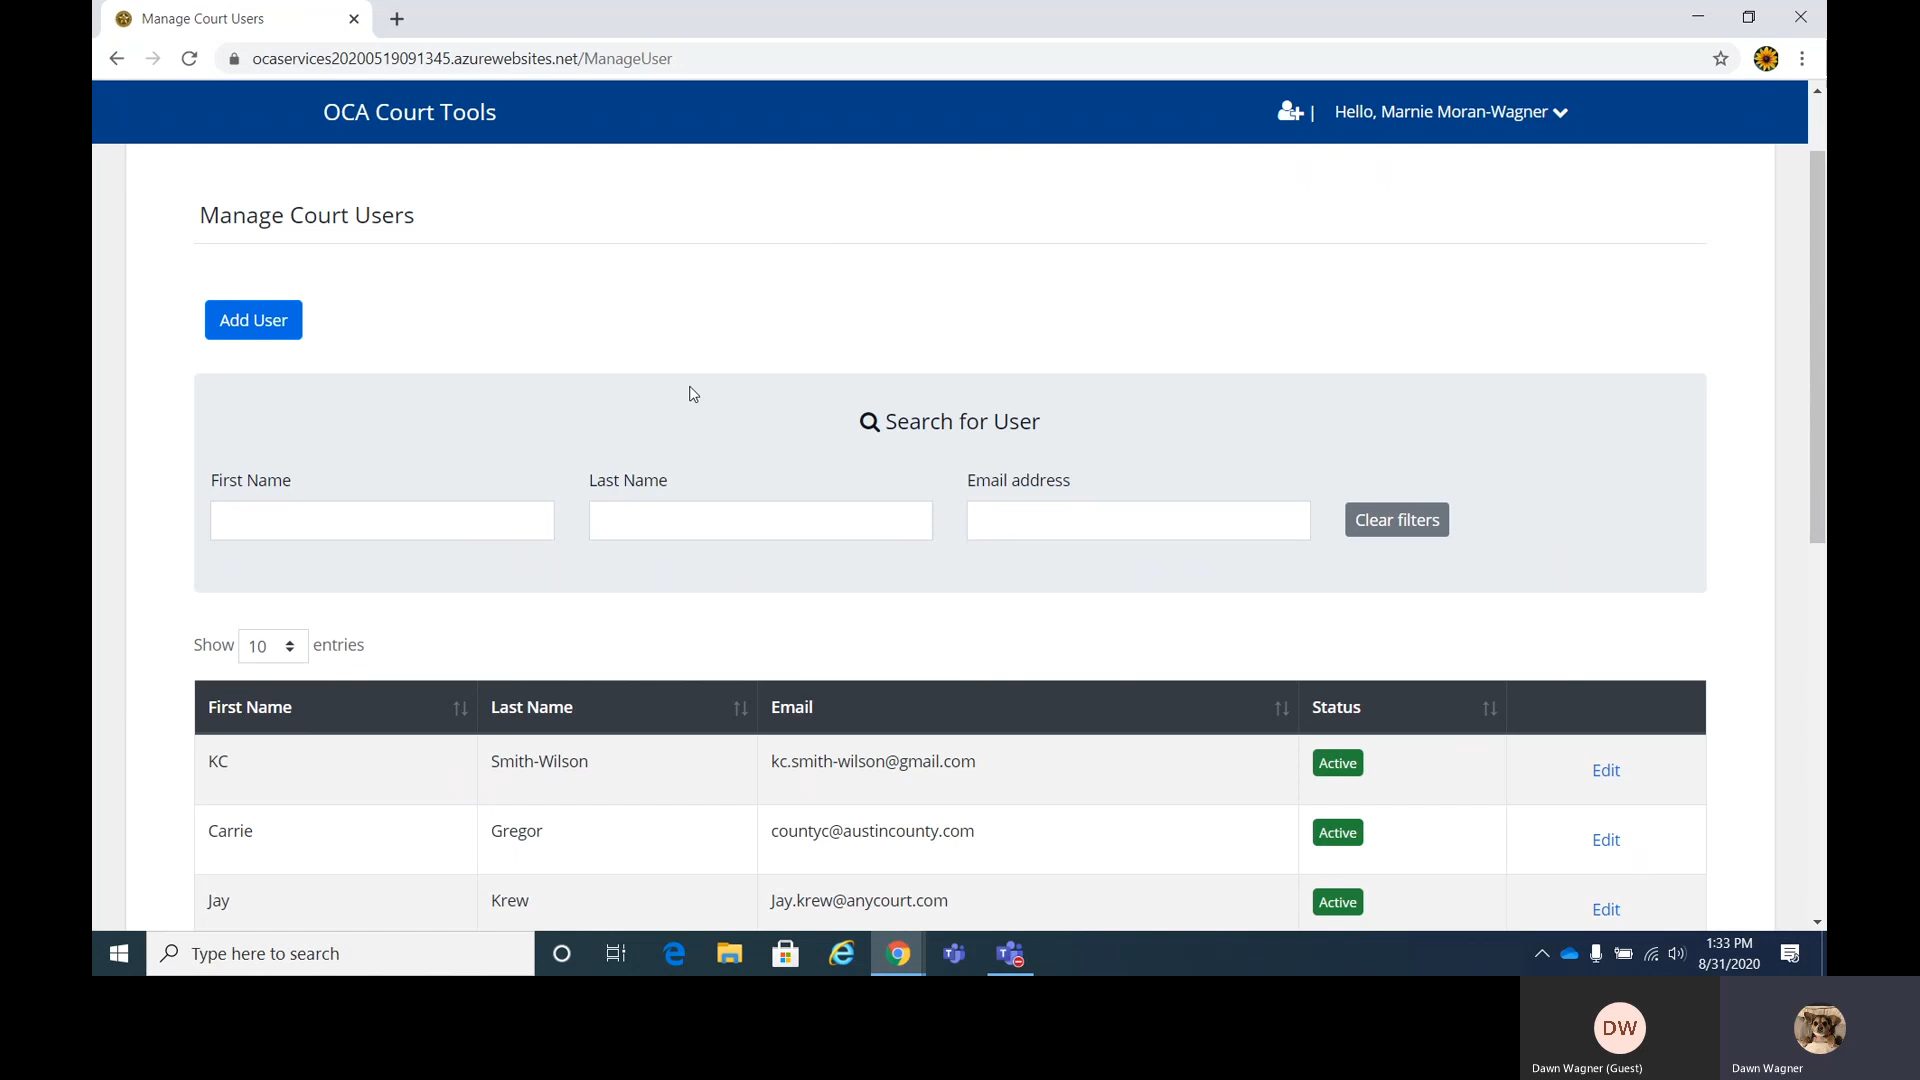 Manage Court Users
ocaservices20200519091345.azurewebsites.net/ManageUser
OCA Court Tools
| Hello, Marnie Moran-Wagner
Manage Court Users
Add User
Search for User
First Name Last Name Email address
Clear filters
Show 10 entries
First Name Last Name Email Status
KC Smith-Wilson kc.smith-wilson@gmail.com Active Edit
Carrie Gregor countyc@austincounty.com Active Edit
Jay Krew Jay.krew@anycourt.com Active Edit
Type here to search
1:33 PM
8/31/2020
DW
Dawn Wagner (Guest) Dawn Wagner